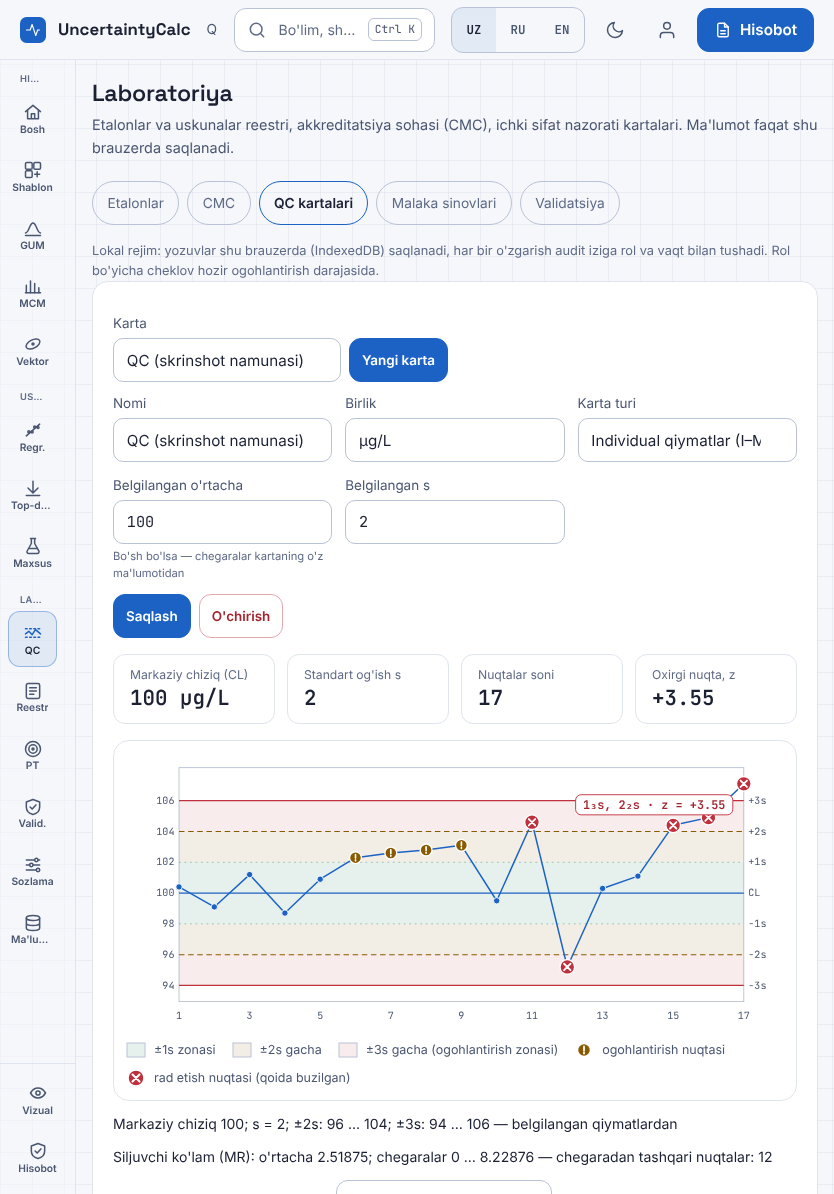 UncertaintyCalc Q Bo'lim, sh... Ctrl K UZ RU EN Hisobot
HI...
Bosh
Shablon
GUM
MCM
Vektor
US...
Regr.
Top-d...
Maxsus
LA...
QC
Reestr
PT
Valid.
Sozlama
Ma'lu...
Vizual
Hisobot
Laboratoriya
Etalonlar va uskunalar reestri, akkreditatsiya sohasi (CMC), ichki sifat nazorati kartalari. Ma'lumot faqat shu
brauzerda saqlanadi.
Etalonlar CMC QC kartalari Malaka sinovlari Validatsiya
Lokal rejim: yozuvlar shu brauzerda (IndexedDB) saqlanadi, har bir o'zgarish audit iziga rol va vaqt bilan tushadi. Rol
bo'yicha cheklov hozir ogohlantirish darajasida.
Karta
QC (skrinshot namunasi) Yangi karta
Nomi Birlik Karta turi
QC (skrinshot namunasi) µg/L Individual qiymatlar (I–M
Belgilangan o'rtacha Belgilangan s
100 2
Bo'sh bo'lsa — chegaralar kartaning o'z
ma'lumotidan
Saqlash O'chirish
Markaziy chiziq (CL) Standart og'ish s Nuqtalar soni Oxirgi nuqta, z
100 µg/L 2 17 +3.55
1₃s, 2₂s · z = +3.55
106 +3s
104 +2s
102 +1s
100 CL
98 -1s
96 -2s
94 -3s
1 3 5 7 9 11 13 15 17
±1s zonasi ±2s gacha ±3s gacha (ogohlantirish zonasi) ogohlantirish nuqtasi
rad etish nuqtasi (qoida buzilgan)
Markaziy chiziq 100; s = 2; ±2s: 96 … 104; ±3s: 94 … 106 — belgilangan qiymatlardan
Siljuvchi ko'lam (MR): o'rtacha 2.51875; chegaralar 0 … 8.22876 — chegaradan tashqari nuqtalar: 12